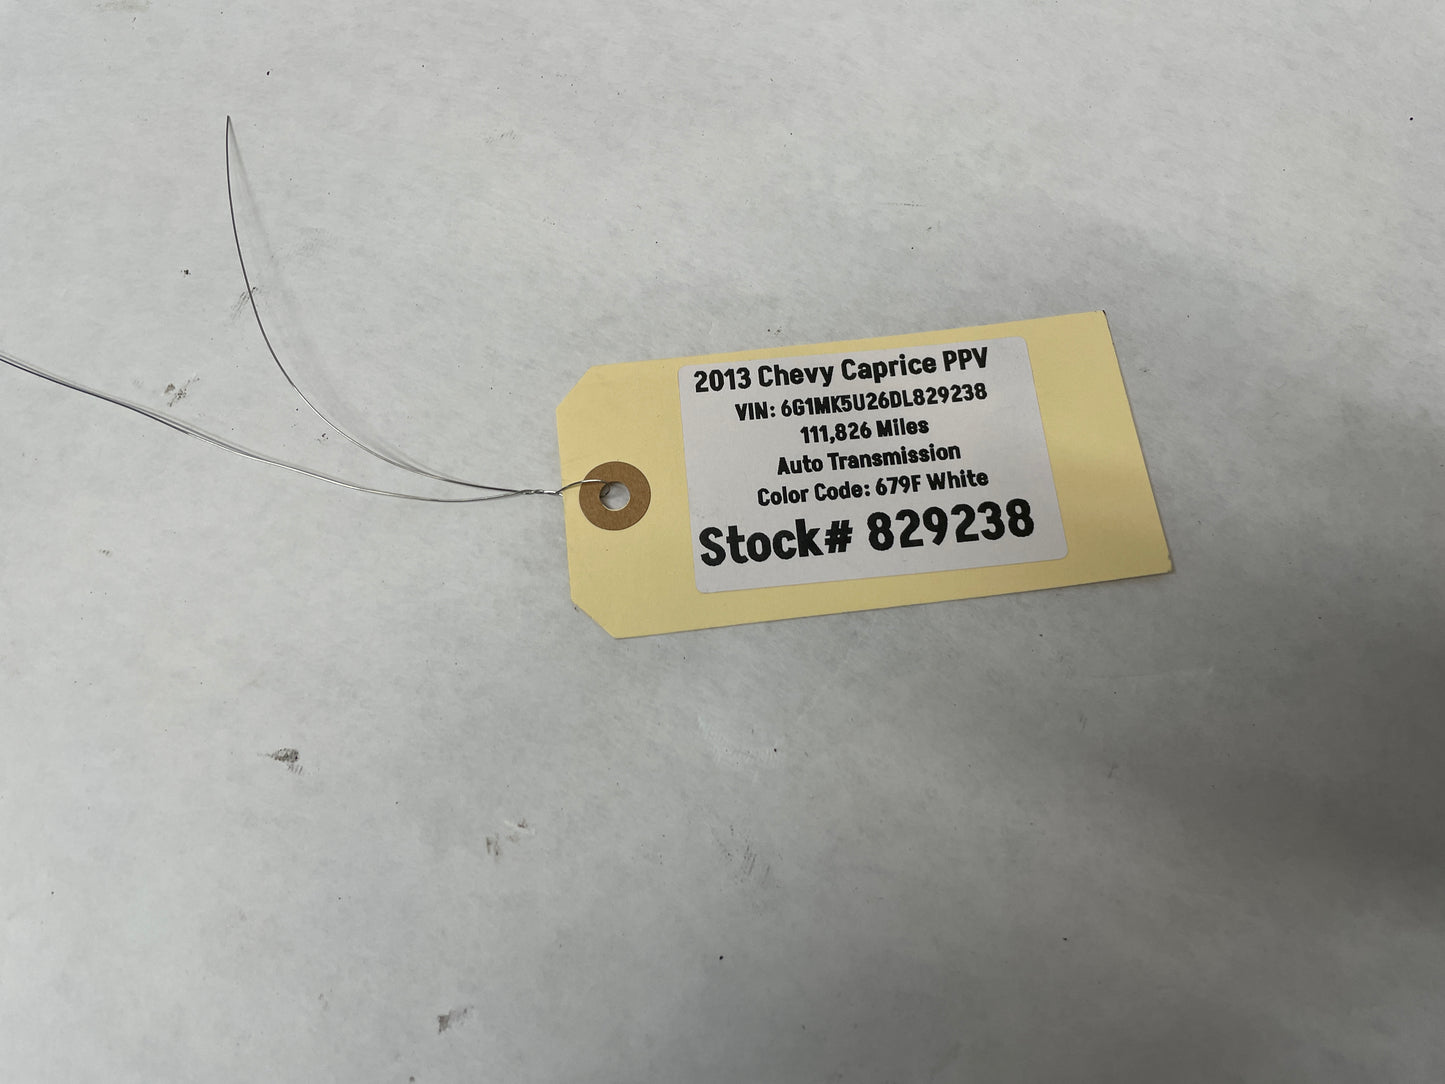 2013 Chevy Caprice PPV
VIN: 6G1MK5U26DL829238
111,826 Miles
Auto Transmission
Color Code: 679F White
Stock# 829238